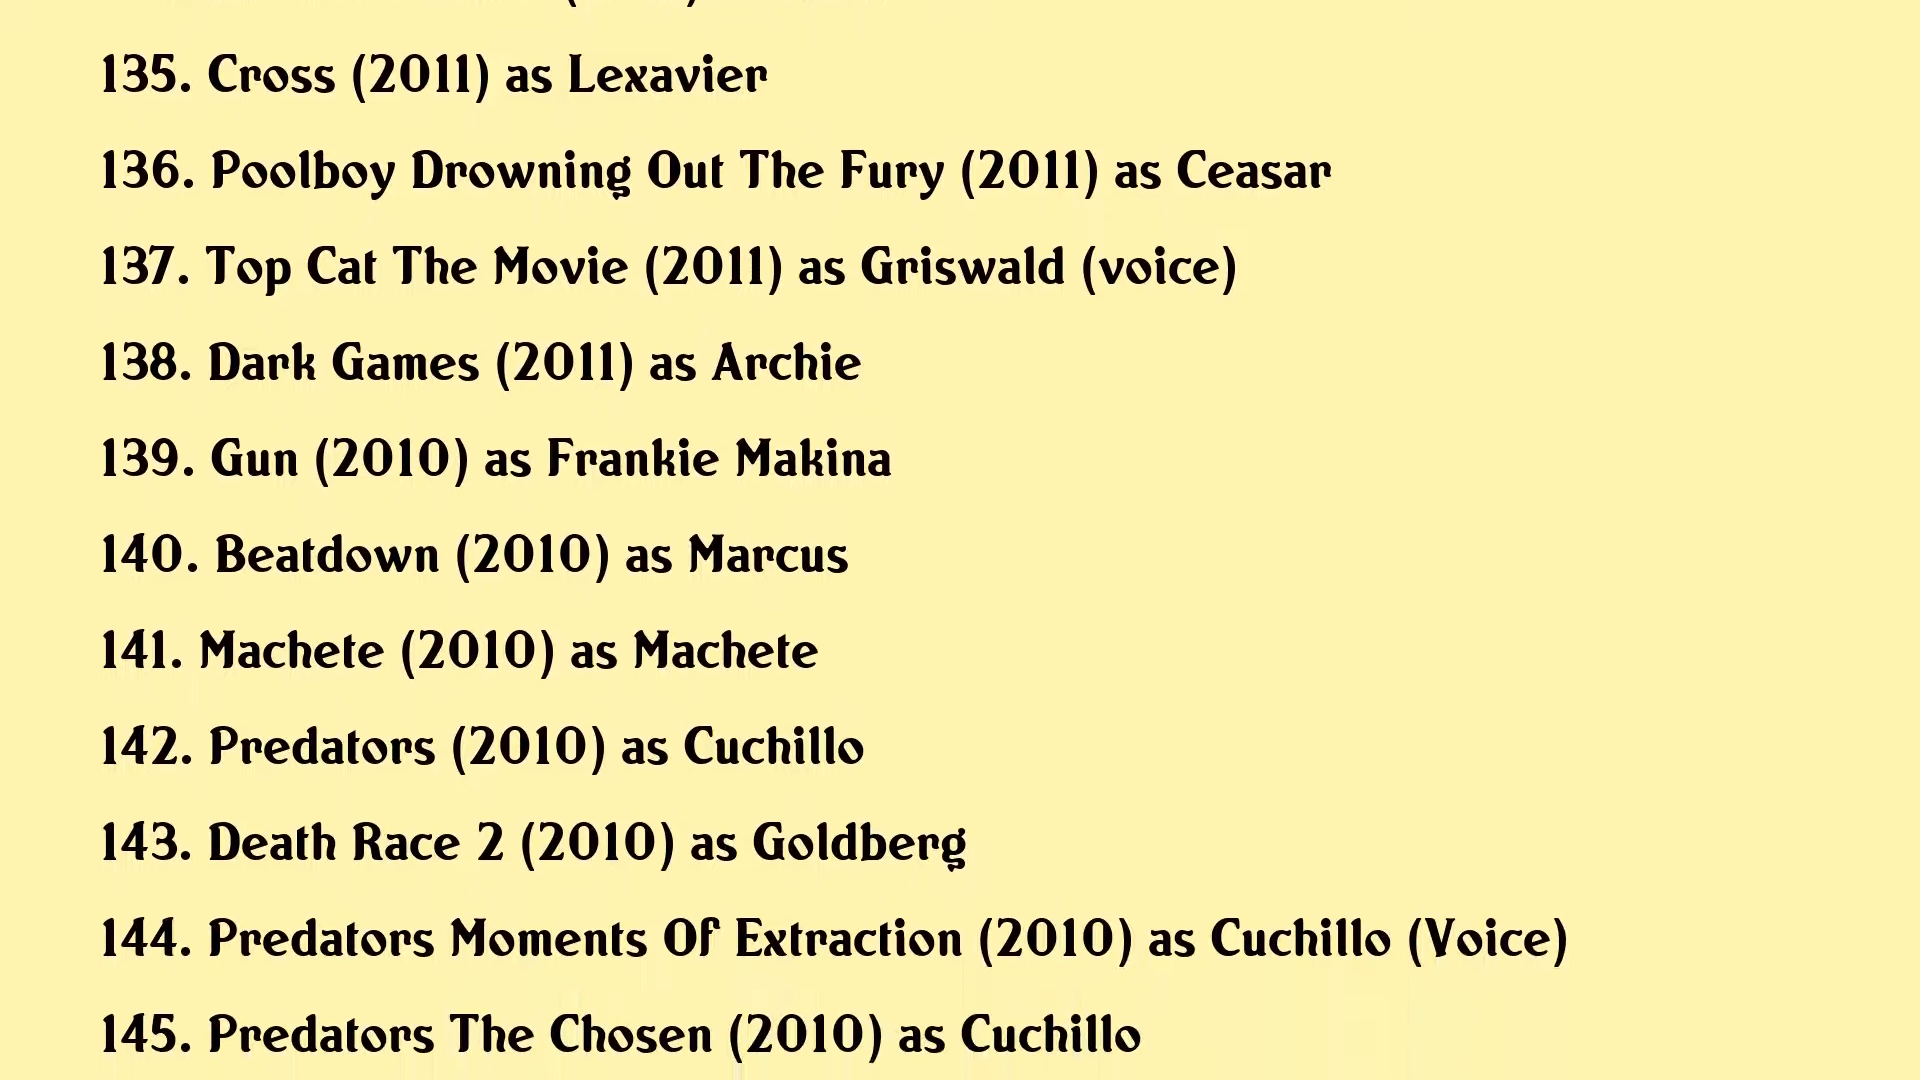 135. Cross (2011) as Lexavier
136. Poolboy Drowning Out The Fury (2011) as Ceasar
137. Top Cat The Movie (2011) as Griswald (voice)
138. Dark Games (2011) as Archie
139. Gun (2010) as Frankie Makina
140. Beatdown (2010) as Marcus
141. Machete (2010) as Machete
142. Predators (2010) as Cuchillo
143. Death Race 2 (2010) as Goldberg
144. Predators Moments Of Extraction (2010) as Cuchillo (Voice)
145. Predators The Chosen (2010) as Cuchillo